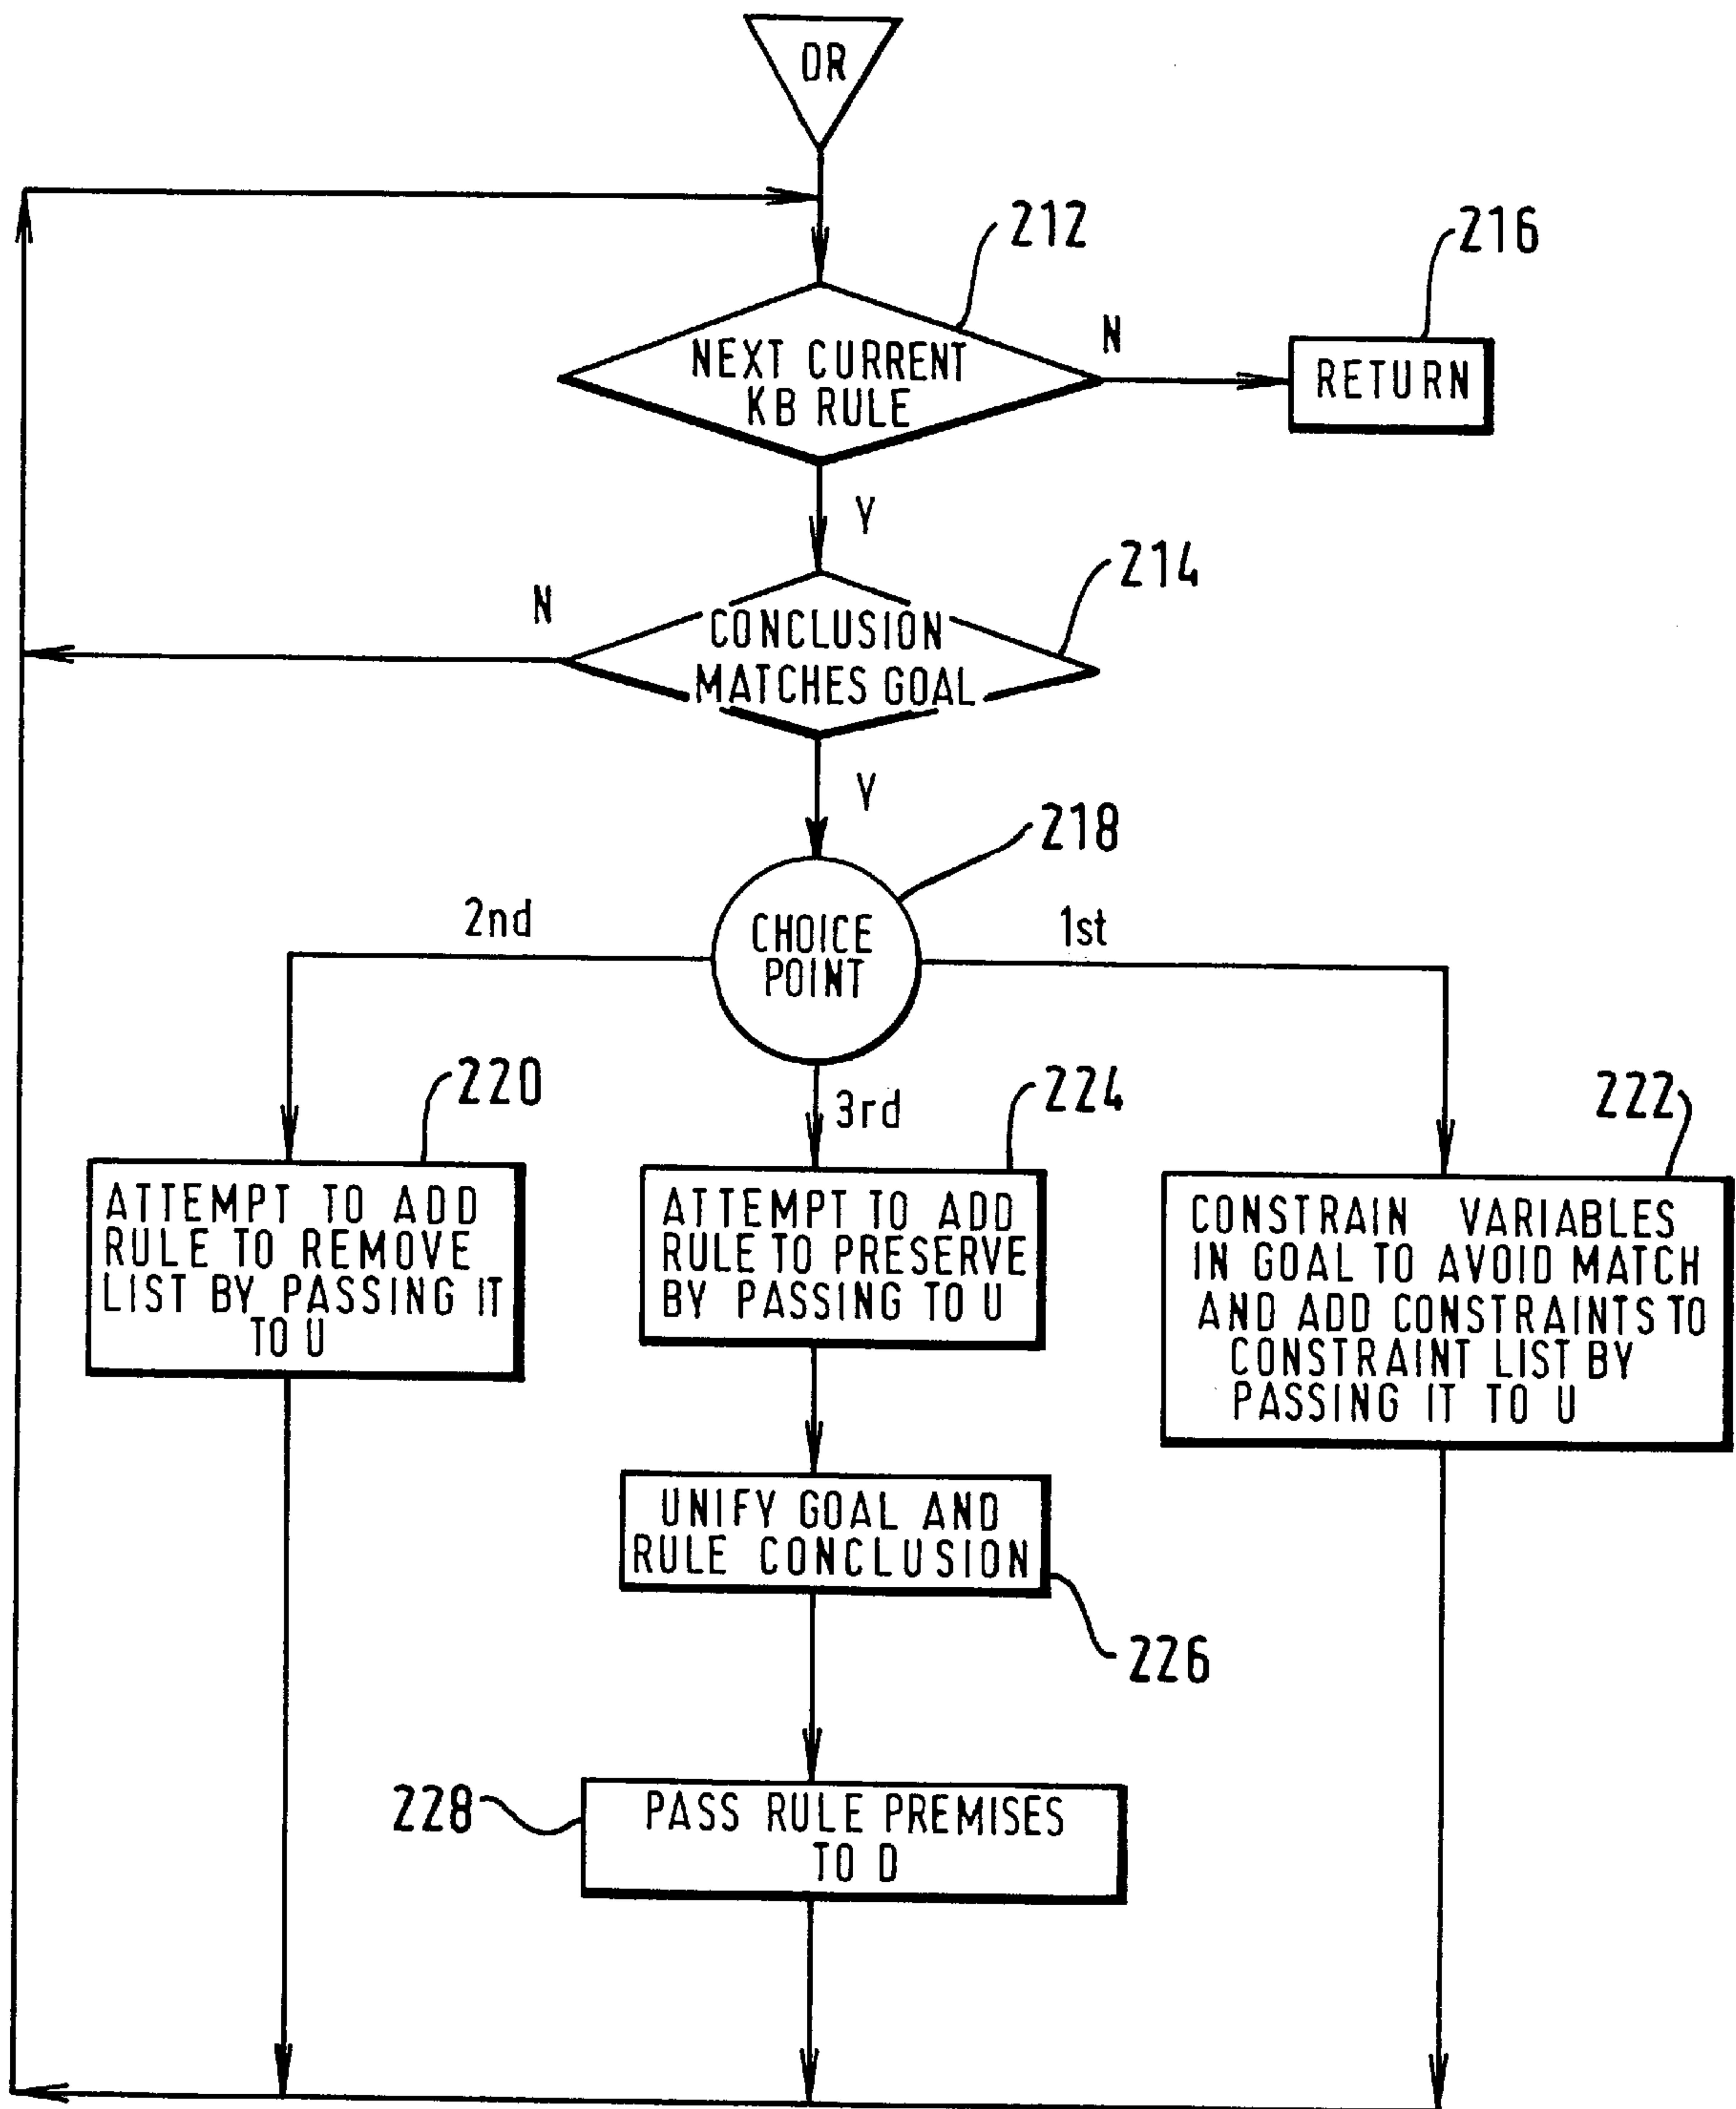 OR
212
216
NEXT CURRENT
KB RULE
N
RETURN
Y
214
N
CONCLUSION
MATCHES GOAL
Y
218
2nd
CHOICE
POINT
1st
220
3rd
224
222
ATTEMPT TO ADD
RULE TO REMOVE
LIST BY PASSING IT
TO U
ATTEMPT TO ADD
RULE TO PRESERVE
BY PASSING TO U
CONSTRAIN VARIABLES
IN GOAL TO AVOID MATCH
AND ADD CONSTRAINTS TO
CONSTRAINT LIST BY
PASSING IT TO U
UNIFY GOAL AND
RULE CONCLUSION
226
228
PASS RULE PREMISES
TO D